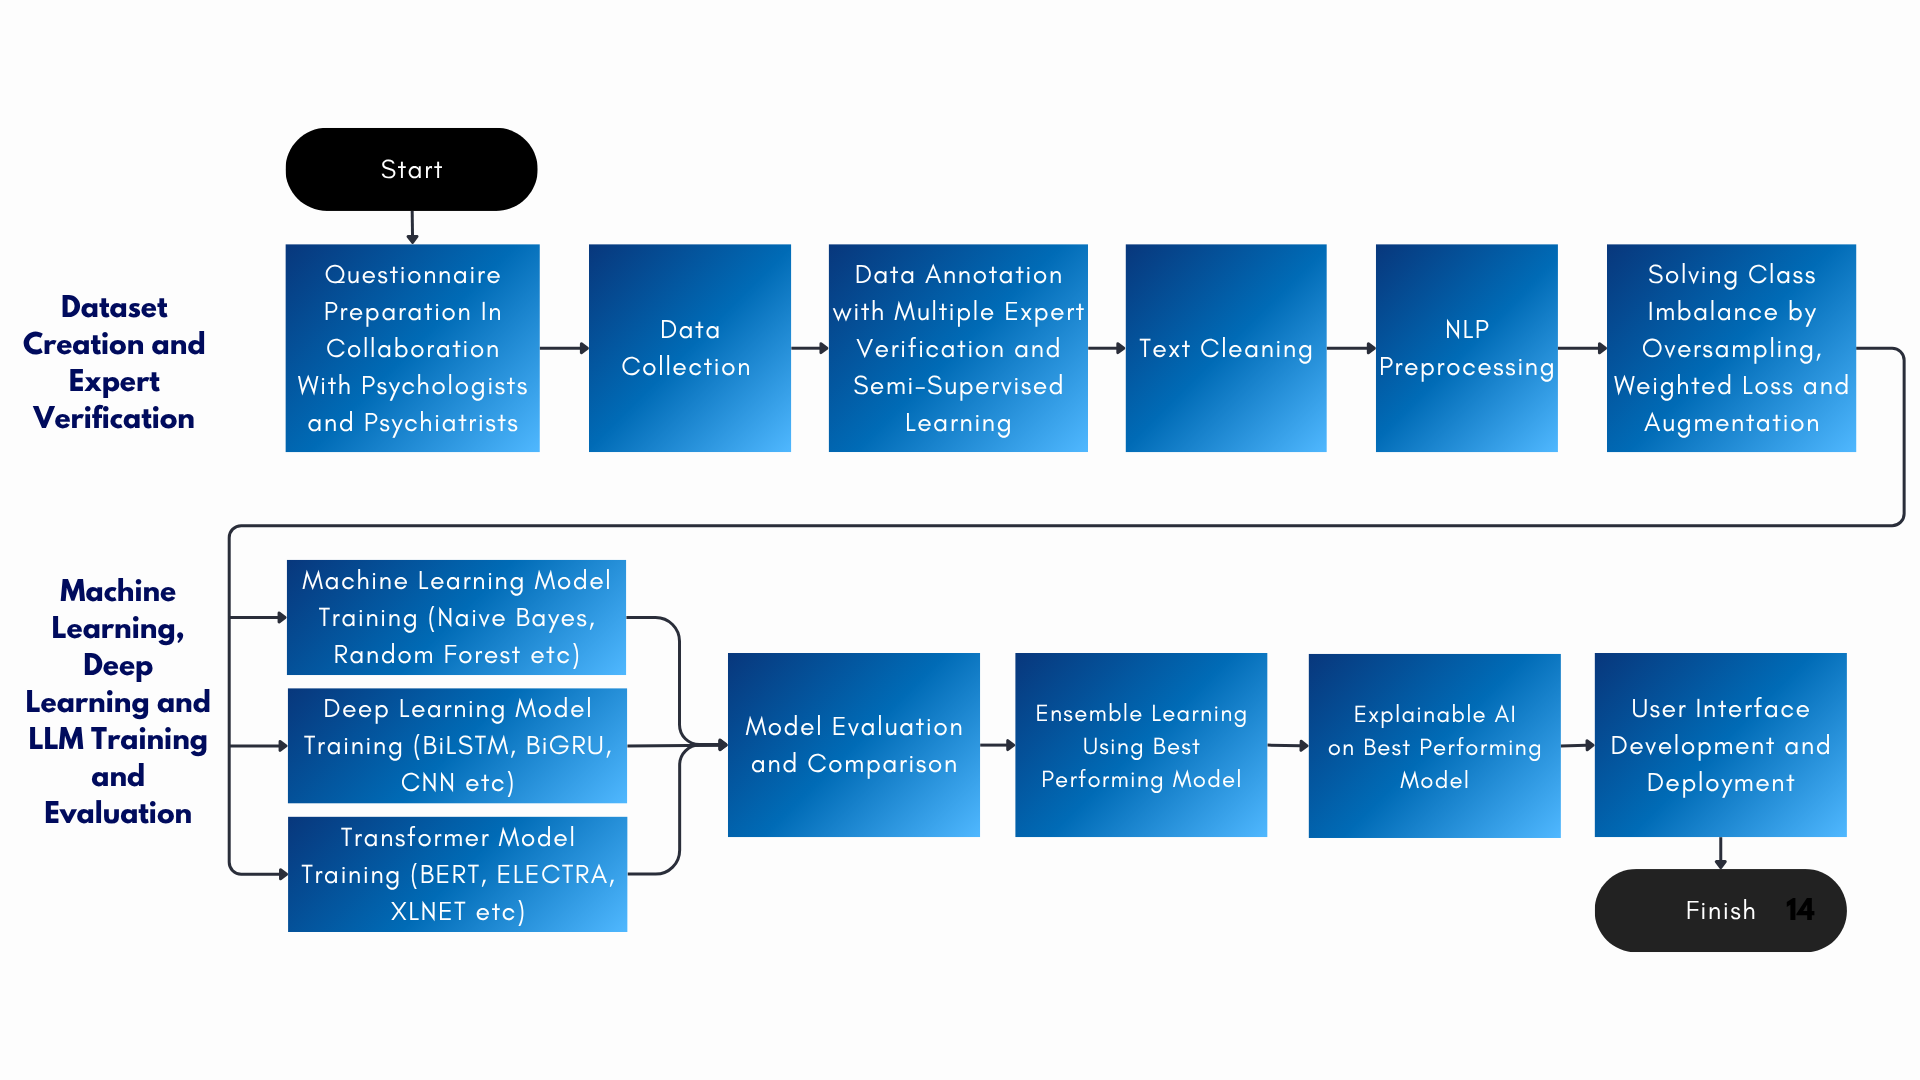 Start
Dataset
Creation and
Expert
Verification
Questionnaire
Preparation In
Collaboration
With Psychologists
and Psychiatrists
Data
Collection
Data Annotation
with Multiple Expert
Verification and
Semi-Supervised
Learning
Text Cleaning
NLP
Preprocessing
Solving Class
Imbalance by
Oversampling,
Weighted Loss and
Augmentation
Machine
Learning,
Deep
Learning and
LLM Training
and
Evaluation
Machine Learning Model
Training (Naive Bayes,
Random Forest etc)
Deep Learning Model
Training (BiLSTM, BiGRU,
CNN etc)
Transformer Model
Training (BERT, ELECTRA,
XLNET etc)
Model Evaluation
and Comparison
Ensemble Learning
Using Best
Performing Model
Explainable AI
on Best Performing
Model
User Interface
Development and
Deployment
Finish 14